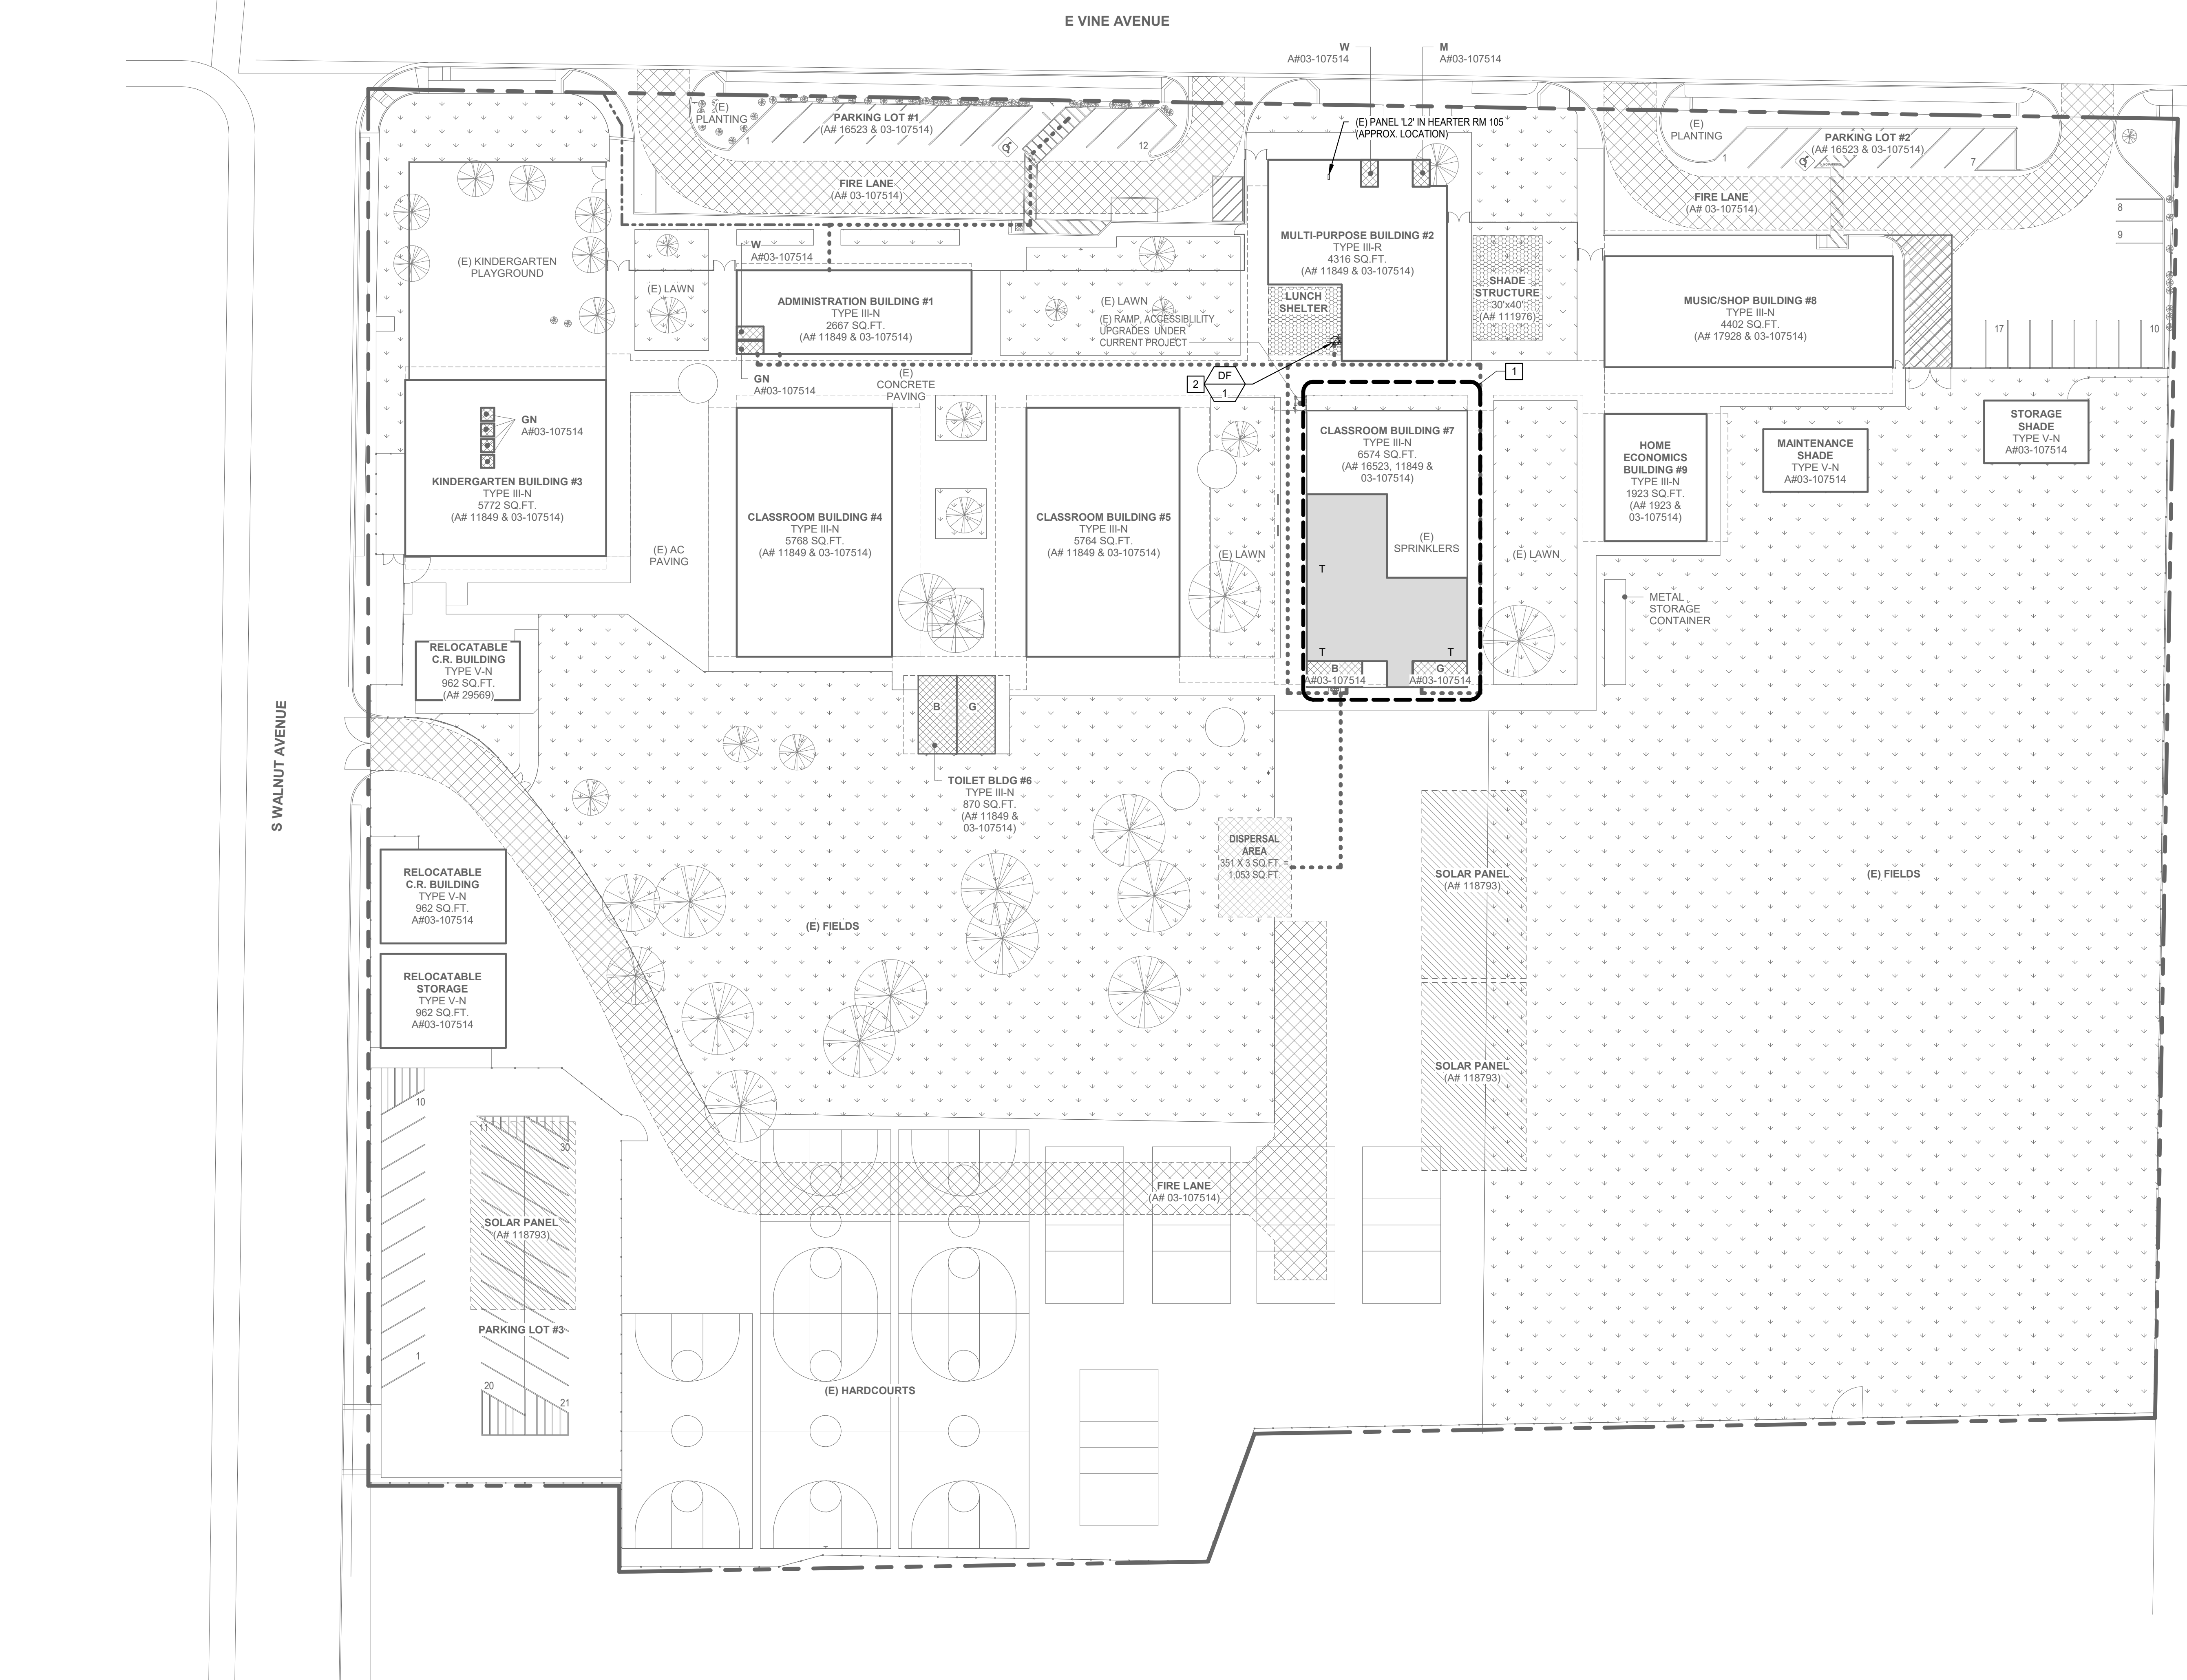 E VINE AVENUE
W
A#03-107514
M
A#03-107514
(E)
PLANTING
PARKING LOT #1
(A# 16523 & 03-107514)
1
12
(E) PANEL 'L2' IN HEARTER RM 105
(APPROX. LOCATION)
(E)
PLANTING
PARKING LOT #2
(A# 16523 & 03-107514)
1
7
FIRE LANE
(A# 03-107514)
FIRE LANE
(A# 03-107514)
8
9
W
A#03-107514
(E) KINDERGARTEN
PLAYGROUND
(E) LAWN
ADMINISTRATION BUILDING #1
TYPE III-N
2667 SQ.FT.
(A# 11849 & 03-107514)
(E) LAWN
(E) RAMP, ACCESSIBLILITY
UPGRADES UNDER
CURRENT PROJECT
MULTI-PURPOSE BUILDING #2
TYPE III-R
4316 SQ.FT.
(A# 11849 & 03-107514)
LUNCH
SHELTER
SHADE
STRUCTURE
30'x40'
(A# 111976)
MUSIC/SHOP BUILDING #8
TYPE III-N
4402 SQ.FT.
(A# 17928 & 03-107514)
17
10
GN
A#03-107514
(E)
CONCRETE
PAVING
2
DF
1
1
GN
A#03-107514
KINDERGARTEN BUILDING #3
TYPE III-N
5772 SQ.FT.
(A# 11849 & 03-107514)
(E) AC
PAVING
CLASSROOM BUILDING #4
TYPE III-N
5768 SQ.FT.
(A# 11849 & 03-107514)
CLASSROOM BUILDING #5
TYPE III-N
5764 SQ.FT.
(A# 11849 & 03-107514)
(E) LAWN
CLASSROOM BUILDING #7
TYPE III-N
6574 SQ.FT.
(A# 16523, 11849 &
03-107514)
(E)
SPRINKLERS
T
T
T
B
A#03-107514
G
A#03-107514
(E) LAWN
HOME
ECONOMICS
BUILDING #9
TYPE III-N
1923 SQ.FT.
(A# 1923 &
03-107514)
MAINTENANCE
SHADE
TYPE V-N
A#03-107514
STORAGE
SHADE
TYPE V-N
A#03-107514
METAL
STORAGE
CONTAINER
RELOCATABLE
C.R. BUILDING
TYPE V-N
962 SQ.FT.
(A# 29569)
S WALNUT AVENUE
B
G
TOILET BLDG #6
TYPE III-N
870 SQ.FT.
(A# 11849 &
03-107514)
DISPERSAL
AREA
351 X 3 SQ.FT. =
1,053 SQ.FT.
RELOCATABLE
C.R. BUILDING
TYPE V-N
962 SQ.FT.
A#03-107514
(E) FIELDS
SOLAR PANEL
(A# 118793)
(E) FIELDS
RELOCATABLE
STORAGE
TYPE V-N
962 SQ.FT.
A#03-107514
SOLAR PANEL
(A# 118793)
10
11
30
SOLAR PANEL
(A# 118793)
FIRE LANE
(A# 03-107514)
PARKING LOT #3
1
20
21
(E) HARDCOURTS